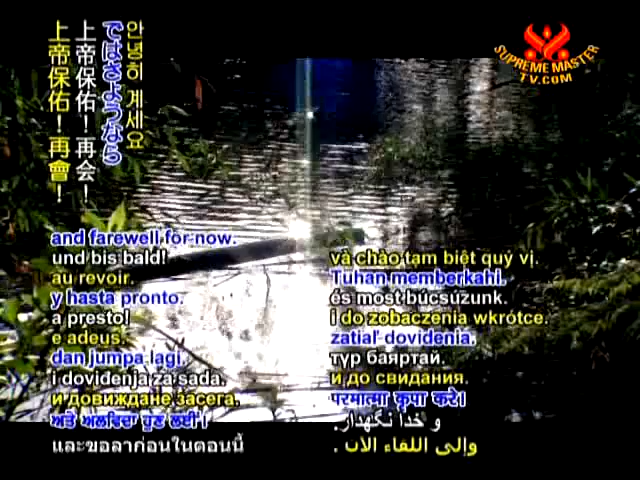 上帝保佑！再會！
上帝保佑！再会！
ではさようなら
안녕히 계세요
SUPREME MASTER
TV.COM
and farewell for now.
und bis bald!
au revoir.
y hasta pronto.
a presto!
e adeus.
dan jumpa lagi.
i doviđenja za sada.
и довиждане засега.
ਅਤੇ ਅਲਵਿਦਾ ਹੁਣ ਲਈ।
และขอลาก่อนในตอนนี้
và chào tạm biệt quý vị.
Tuhan memberkahi.
és most búcsúzunk.
i do zobaczenia wkrótce.
zatiaľ dovidenia.
түр баяртай.
и до свидания.
परमात्मा कृपा करे।
و خدا نگهدار.
وإلى اللقاء الآن .